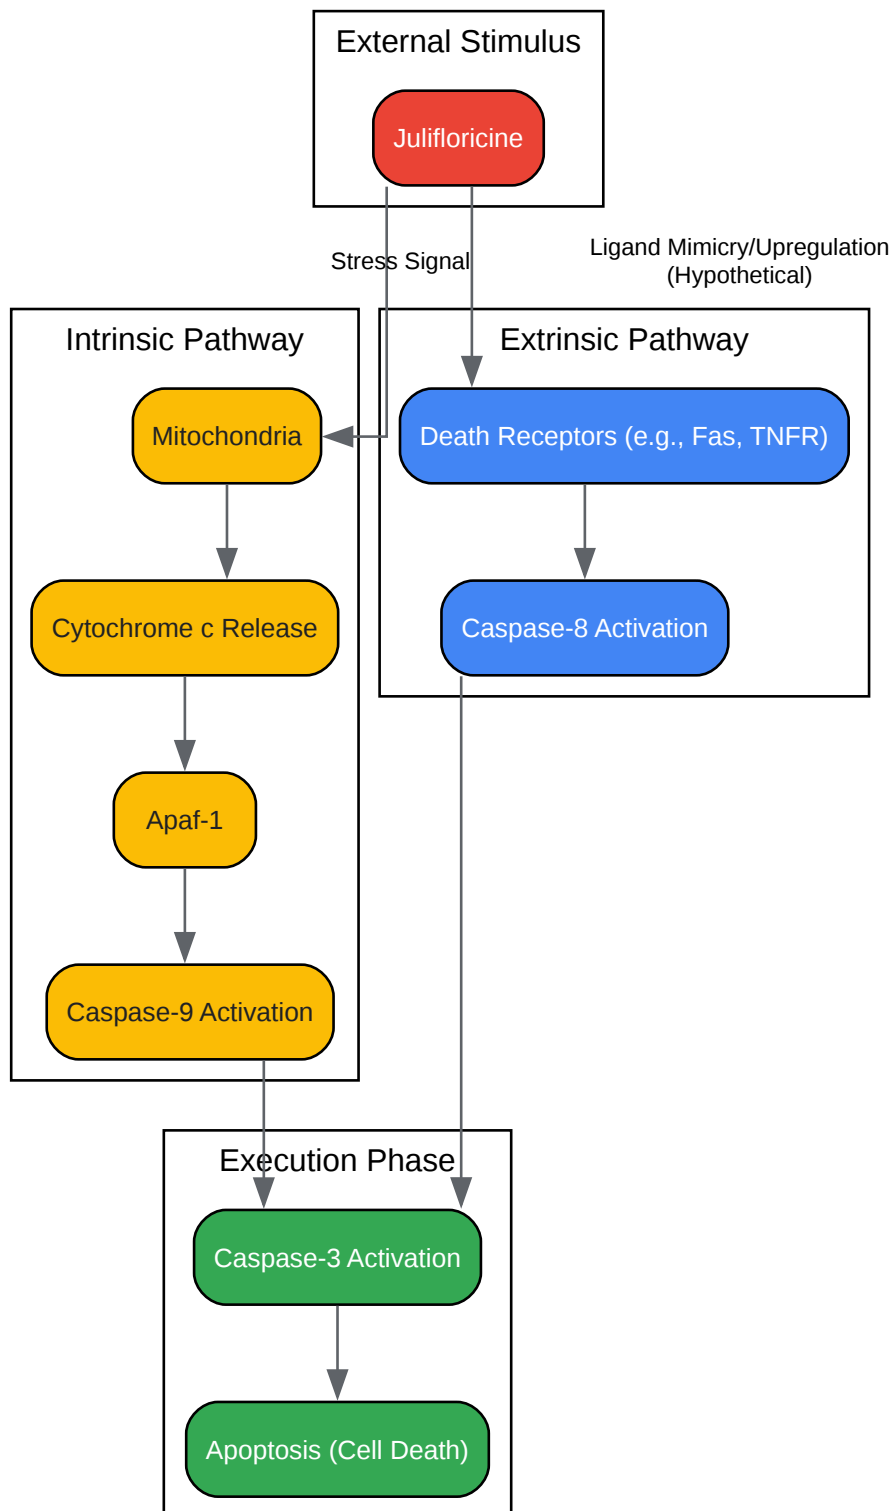 External Stimulus
Julifloricine
Stress Signal
Ligand Mimicry/Upregulation
(Hypothetical)
Intrinsic Pathway
Extrinsic Pathway
Mitochondria
Death Receptors (e.g., Fas, TNFR)
Cytochrome c Release
Caspase-8 Activation
Apaf-1
Caspase-9 Activation
Execution Phase
Caspase-3 Activation
Apoptosis (Cell Death)